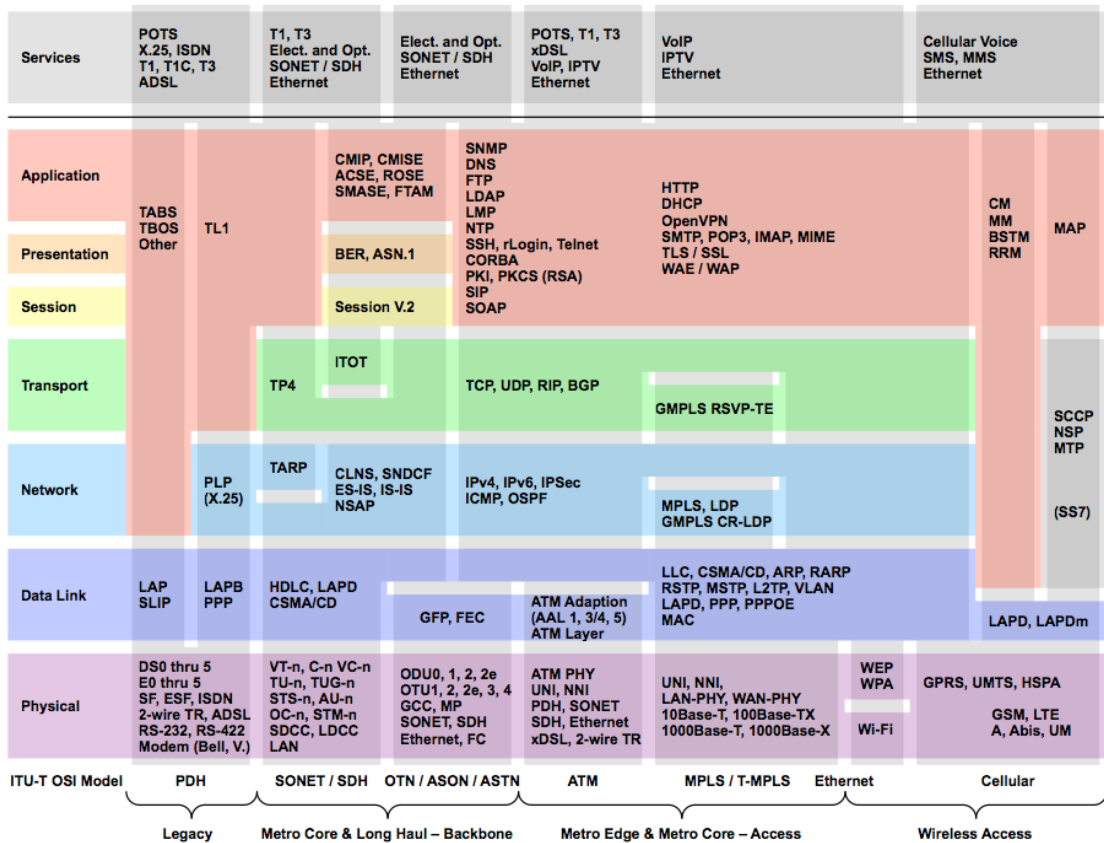 Services
POTS
X.25, ISDN
T1, T1C, T3
ADSL
T1, T3
Elect. and Opt.
SONET / SDH
Ethernet
Elect. and Opt.
SONET / SDH
Ethernet
POTS, T1, T3
xDSL
VoIP, IPTV
Ethernet
VoIP
IPTV
Ethernet
Cellular Voice
SMS, MMS
Ethernet
Application
Presentation
Session
TABS
TBOS
Other
TL1
CMIP, CMISE
ACSE, ROSE
SMASE, FTAM
BER, ASN.1
Session V.2
SNMP
DNS
FTP
LDAP
LMP
NTP
SSH, rLogin, Telnet
CORBA
PKI, PKCS (RSA)
SIP
SOAP
HTTP
DHCP
OpenVPN
SMTP, POP3, IMAP, MIME
TLS / SSL
WAE / WAP
CM
MM
BSTM
RRM
MAP
Transport
TP4
ITOT
TCP, UDP, RIP, BGP
GMPLS RSVP-TE
SCCP
NSP
MTP
(SS7)
Network
PLP
(X.25)
TARP
CLNS, SNDCF
ES-IS, IS-IS
NSAP
IPv4, IPv6, IPSec
ICMP, OSPF
MPLS, LDP
GMPLS CR-LDP
Data Link
LAP
SLIP
LAPB
PPP
HDLC, LAPD
CSMA/CD
GFP, FEC
ATM Adaption
(AAL 1, 3/4, 5)
ATM Layer
LLC, CSMA/CD, ARP, RARP
RSTP, MSTP, L2TP, VLAN
LAPD, PPP, PPPOE
MAC
LAPD, LAPDm
Physical
DS0 thru 5
E0 thru 5
SF, ESF, ISDN
2-wire TR, ADSL
RS-232, RS-422
Modem (Bell, V.)
VT-n, C-n VC-n
TU-n, TUG-n
STS-n, AU-n
OC-n, STM-n
SDCC, LDCC
LAN
ODU0, 1, 2, 2e
OTU1, 2, 2e, 3, 4
GCC, MP
SONET, SDH
Ethernet, FC
ATM PHY
UNI, NNI
PDH, SONET
SDH, Ethernet
xDSL, 2-wire TR
UNI, NNI,
LAN-PHY, WAN-PHY
10Base-T, 100Base-TX
1000Base-T, 1000Base-X
WEP
WPA
Wi-Fi
GPRS, UMTS, HSPA
GSM, LTE
A, Abis, UM
ITU-T OSI Model
PDH
SONET / SDH
OTN / ASON / ASTN
ATM
MPLS / T-MPLS
Ethernet
Cellular
Legacy
Metro Core & Long Haul – Backbone
Metro Edge & Metro Core – Access
Wireless Access